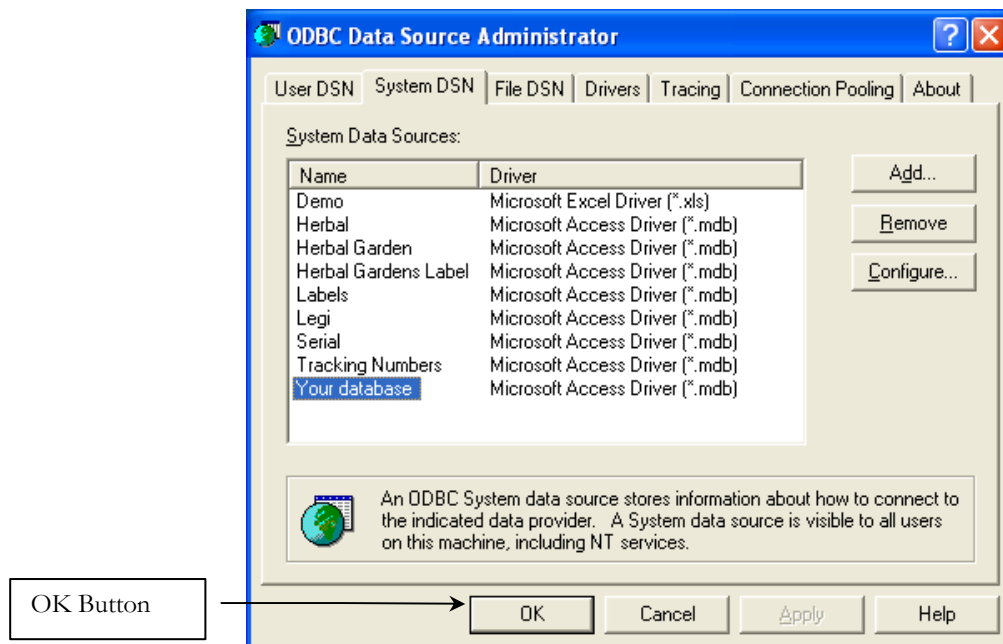 ODBC Data Source Administrator
User DSN System DSN File DSN Drivers Tracing Connection Pooling About
System Data Sources:
Name Driver
Demo Microsoft Excel Driver (*.xls)
Herbal Microsoft Access Driver (*.mdb)
Herbal Garden Microsoft Access Driver (*.mdb)
Herbal Gardens Label Microsoft Access Driver (*.mdb)
Labels Microsoft Access Driver (*.mdb)
Legi Microsoft Access Driver (*.mdb)
Serial Microsoft Access Driver (*.mdb)
Tracking Numbers Microsoft Access Driver (*.mdb)
Your database Microsoft Access Driver (*.mdb)
Add...
Remove
Configure...
An ODBC System data source stores information about how to connect to
the indicated data provider. A System data source is visible to all users
on this machine, including NT services.
OK Button
OK Cancel Apply Help